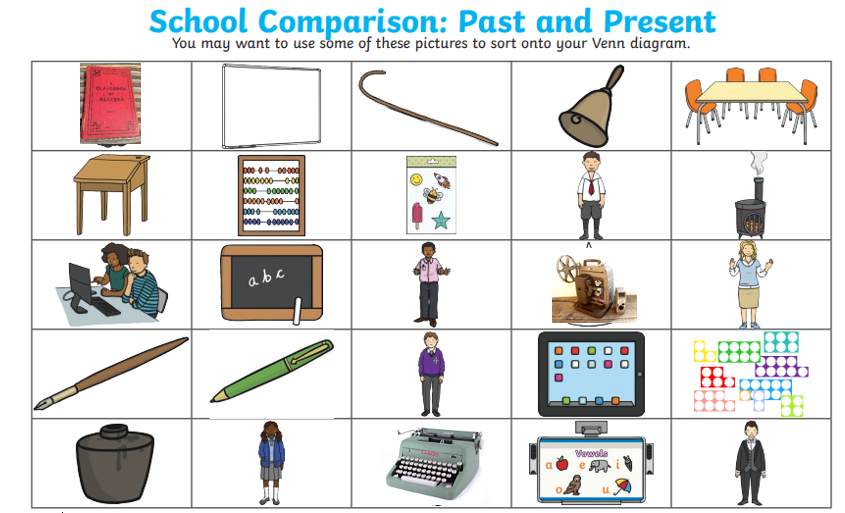 School Comparison: Past and Present
You may want to use some of these pictures to sort onto your Venn diagram.
ALGEBRA
a b c
Vowels
a e i
o u